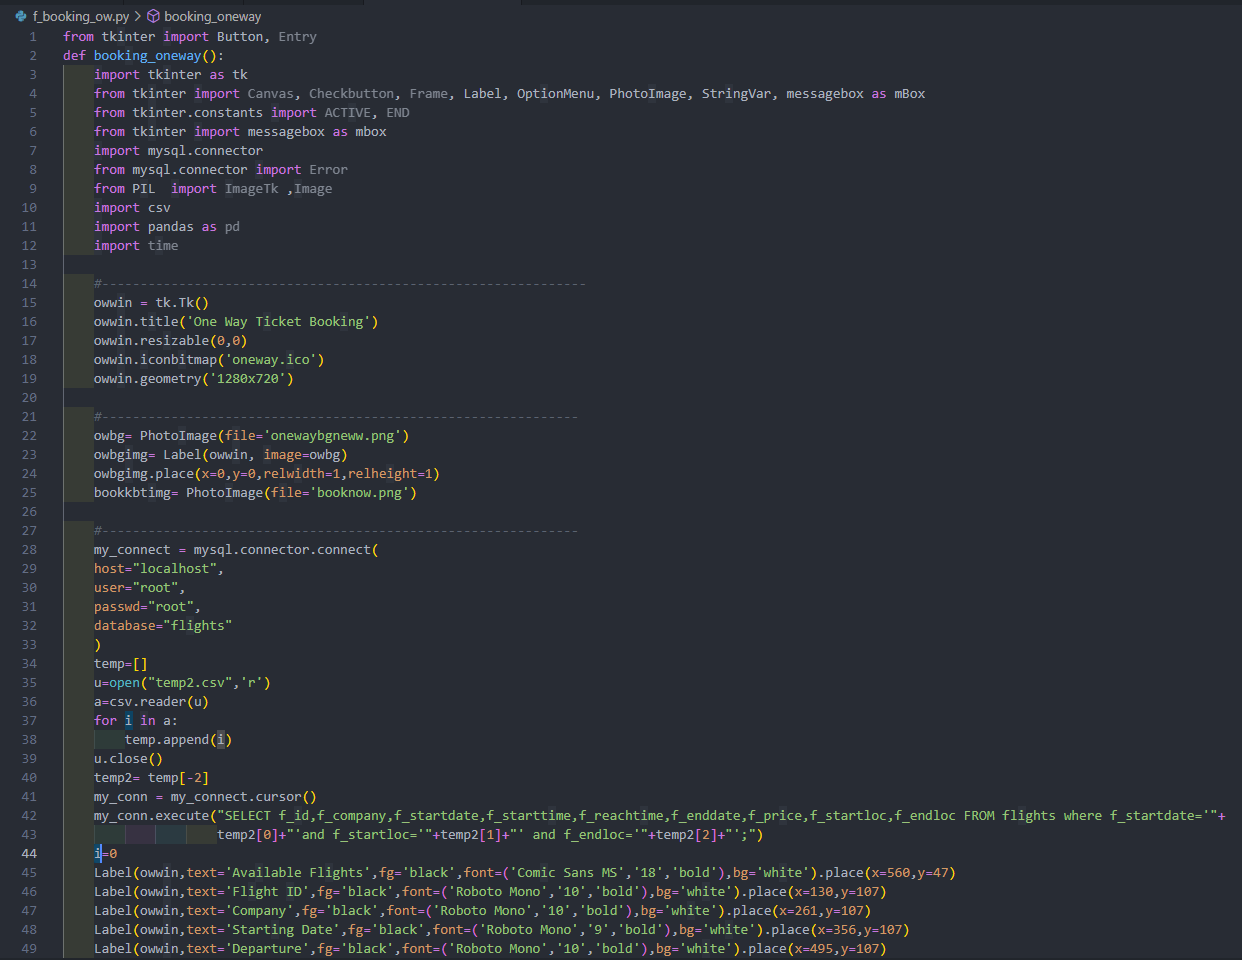 f_booking_ow.py > booking_oneway
1 from tkinter import Button, Entry
2 def booking_oneway():
3 import tkinter as tk
4 from tkinter import Canvas, Checkbutton, Frame, Label, OptionMenu, PhotoImage, StringVar, messagebox as mBox
5 from tkinter.constants import ACTIVE, END
6 from tkinter import messagebox as mbox
7 import mysql.connector
8 from mysql.connector import Error
9 from PIL  import ImageTk ,Image
10 import csv
11 import pandas as pd
12 import time
13
14 #---------------------------------------------------------------
15 owwin = tk.Tk()
16 owwin.title('One Way Ticket Booking')
17 owwin.resizable(0,0)
18 owwin.iconbitmap('oneway.ico')
19 owwin.geometry('1280x720')
20
21 #--------------------------------------------------------------
22 owbg= PhotoImage(file='onewaybgneww.png')
23 owbgimg= Label(owwin, image=owbg)
24 owbgimg.place(x=0,y=0,relwidth=1,relheight=1)
25 bookkbtimg= PhotoImage(file='booknow.png')
26
27 #--------------------------------------------------------------
28 my_connect = mysql.connector.connect(
29 host="localhost",
30 user="root",
31 passwd="root",
32 database="flights"
33 )
34 temp=[]
35 u=open("temp2.csv",'r')
36 a=csv.reader(u)
37 for i in a:
38 temp.append(i)
39 u.close()
40 temp2= temp[-2]
41 my_conn = my_connect.cursor()
42 my_conn.execute("SELECT f_id,f_company,f_startdate,f_starttime,f_reachtime,f_enddate,f_price,f_startloc,f_endloc FROM flights where f_startdate='"+
43 temp2[0]+"'and f_startloc='"+temp2[1]+"' and f_endloc='"+temp2[2]+"';")
44 i=0
45 Label(owwin,text='Available Flights',fg='black',font=('Comic Sans MS','18','bold'),bg='white').place(x=560,y=47)
46 Label(owwin,text='Flight ID',fg='black',font=('Roboto Mono','10','bold'),bg='white').place(x=130,y=107)
47 Label(owwin,text='Company',fg='black',font=('Roboto Mono','10','bold'),bg='white').place(x=261,y=107)
48 Label(owwin,text='Starting Date',fg='black',font=('Roboto Mono','9','bold'),bg='white').place(x=356,y=107)
49 Label(owwin,text='Departure',fg='black',font=('Roboto Mono','10','bold'),bg='white').place(x=495,y=107)